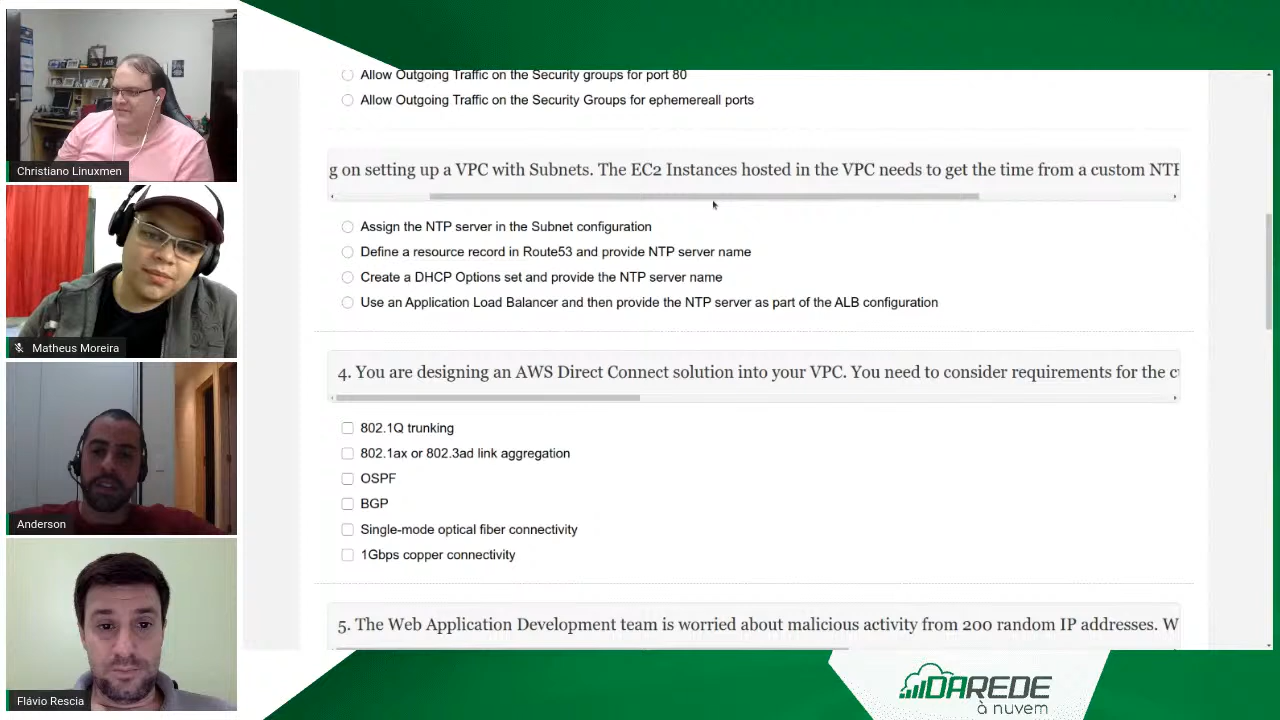 Christiano Linuxmen
Matheus Moreira
Anderson
Flávio Rescia
Allow Outgoing Traffic on the Security groups for port 80
Allow Outgoing Traffic on the Security Groups for ephemereall ports
g on setting up a VPC with Subnets. The EC2 Instances hosted in the VPC needs to get the time from a custom NTP
Assign the NTP server in the Subnet configuration
Define a resource record in Route53 and provide NTP server name
Create a DHCP Options set and provide the NTP server name
Use an Application Load Balancer and then provide the NTP server as part of the ALB configuration
4. You are designing an AWS Direct Connect solution into your VPC. You need to consider requirements for the
802.1Q trunking
802.1ax or 802.3ad link aggregation
OSPF
BGP
Single-mode optical fiber connectivity
1Gbps copper connectivity
5. The Web Application Development team is worried about malicious activity from 200 random IP addresses. W
DAREDE
à nuvem